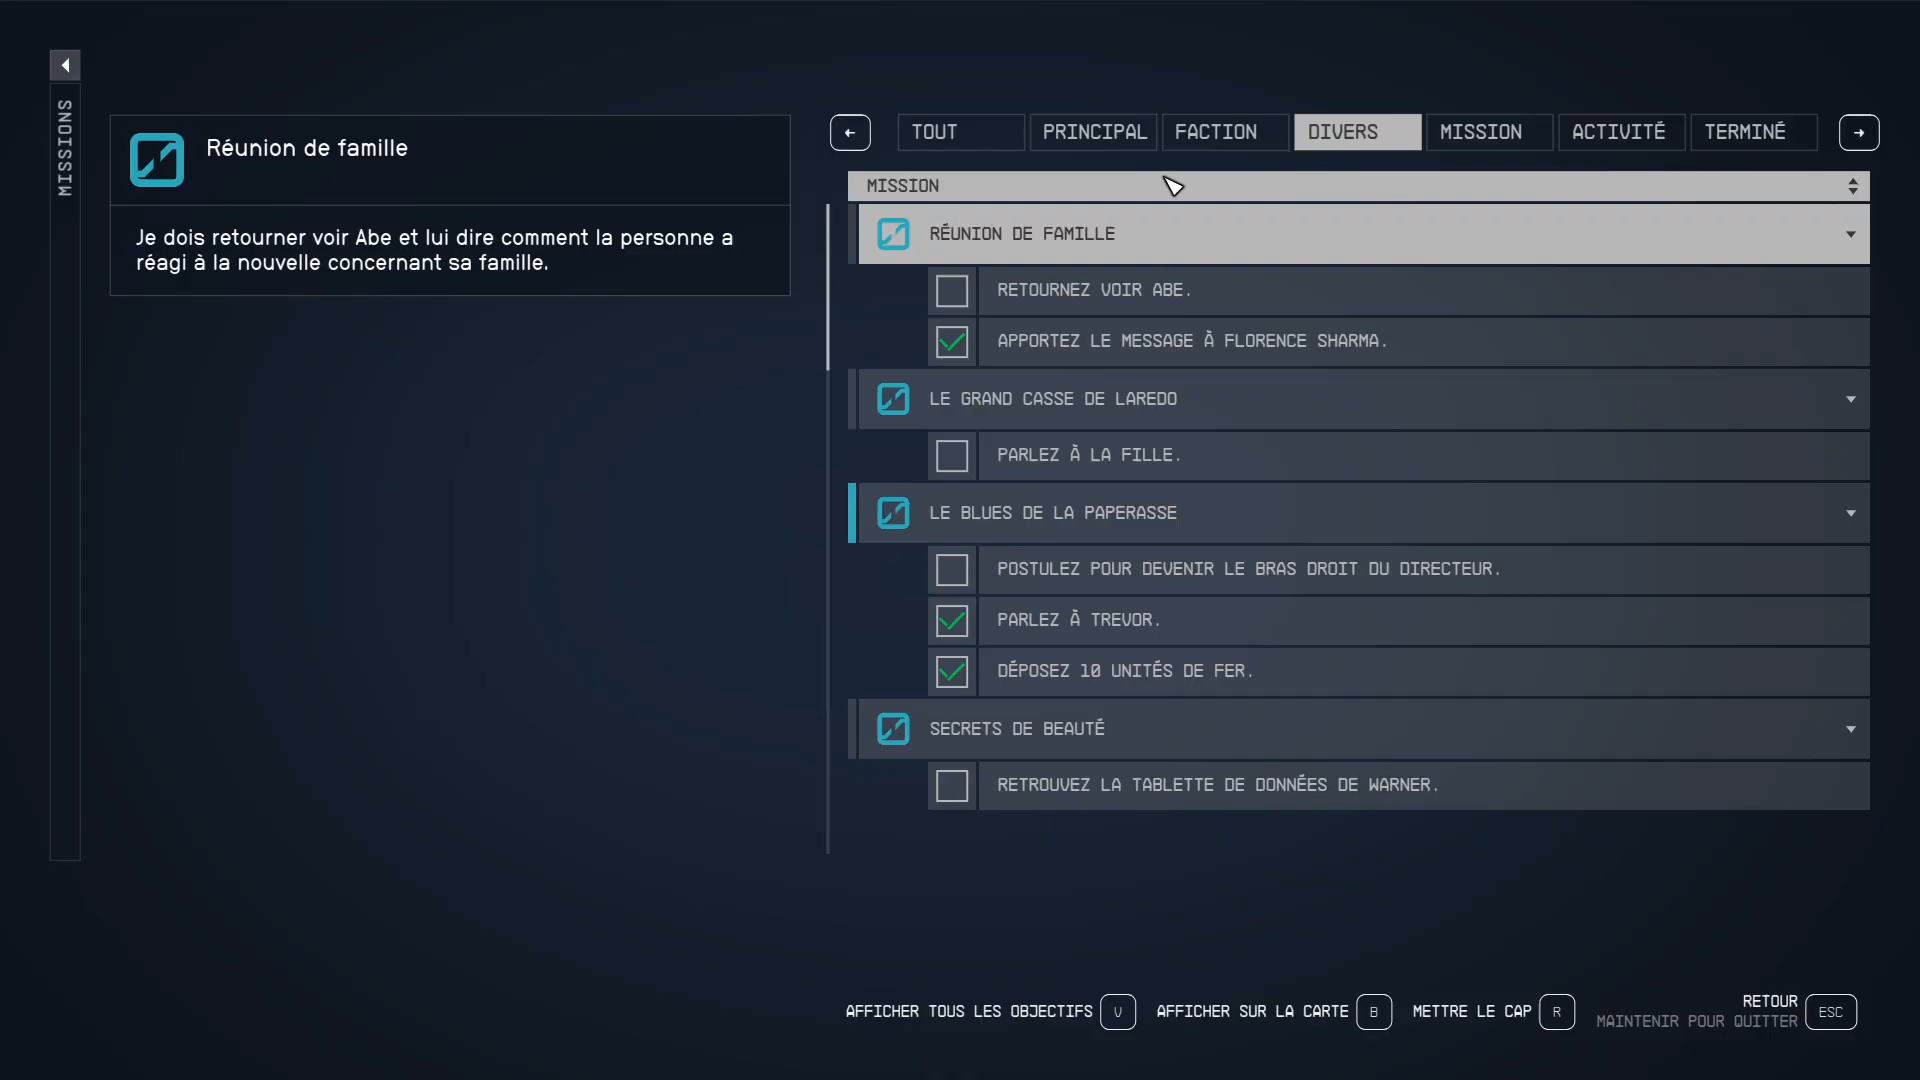 MISSIONS
Réunion de famille
Je dois retourner voir Abe et lui dire comment la personne a
réagi à la nouvelle concernant sa famille.
TOUT
PRINCIPAL
FACTION
DIVERS
MISSION
ACTIVITÉ
TERMINÉ
MISSION
RÉUNION DE FAMILLE
RETOURNEZ VOIR ABE.
APPORTEZ LE MESSAGE À FLORENCE SHARMA.
LE GRAND CASSE DE LAREDO
PARLEZ À LA FILLE.
LE BLUES DE LA PAPERASSE
POSTULEZ POUR DEVENIR LE BRAS DROIT DU DIRECTEUR.
PARLEZ À TREVOR.
DÉPOSEZ 10 UNITÉS DE FER.
SECRETS DE BEAUTÉ
RETROUVEZ LA TABLETTE DE DONNÉES DE WARNER.
AFFICHER TOUS LES OBJECTIFS V
AFFICHER SUR LA CARTE B
METTRE LE CAP R
RETOUR
MAINTENIR POUR QUITTER
ESC